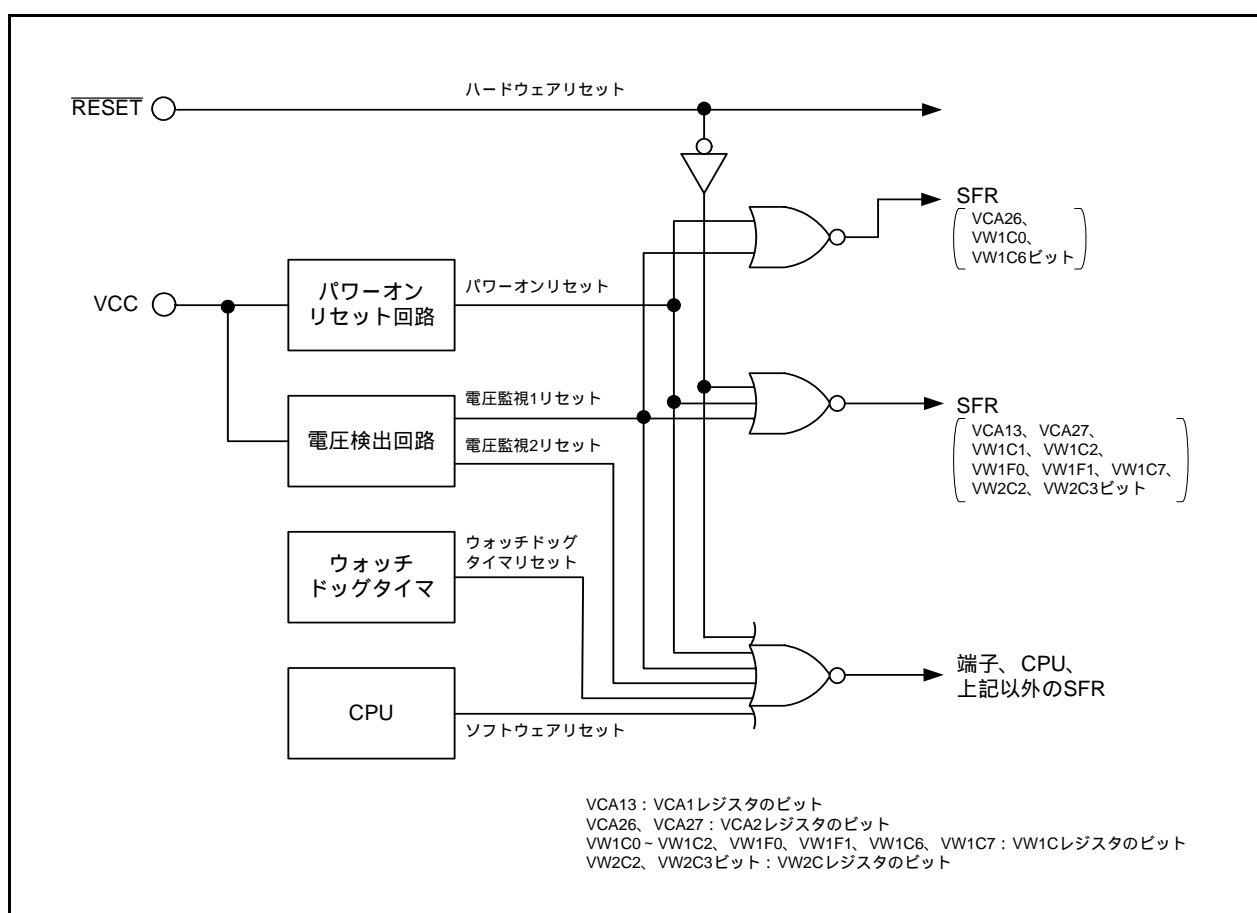 ハードウェアリセット
RESET
SFR
VCA26、
VW1C0、
VW1C6ビット
パワーオン
リセット回路
パワーオンリセット
VCC
電圧検出回路
電圧監視1リセット
電圧監視2リセット
SFR
VCA13、VCA27、
VW1C1、VW1C2、
VW1F0、VW1F1、VW1C7、
VW2C2、VW2C3ビット
ウォッチ
ドッグタイマ
ウォッチドッグ
タイマリセット
端子、CPU、
上記以外のSFR
CPU
ソフトウェアリセット
VCA13：VCA1レジスタのビット
VCA26、VCA27：VCA2レジスタのビット
VW1C0～VW1C2、VW1F0、VW1F1、VW1C6、VW1C7：VW1Cレジスタのビット
VW2C2、VW2C3ビット：VW2Cレジスタのビット